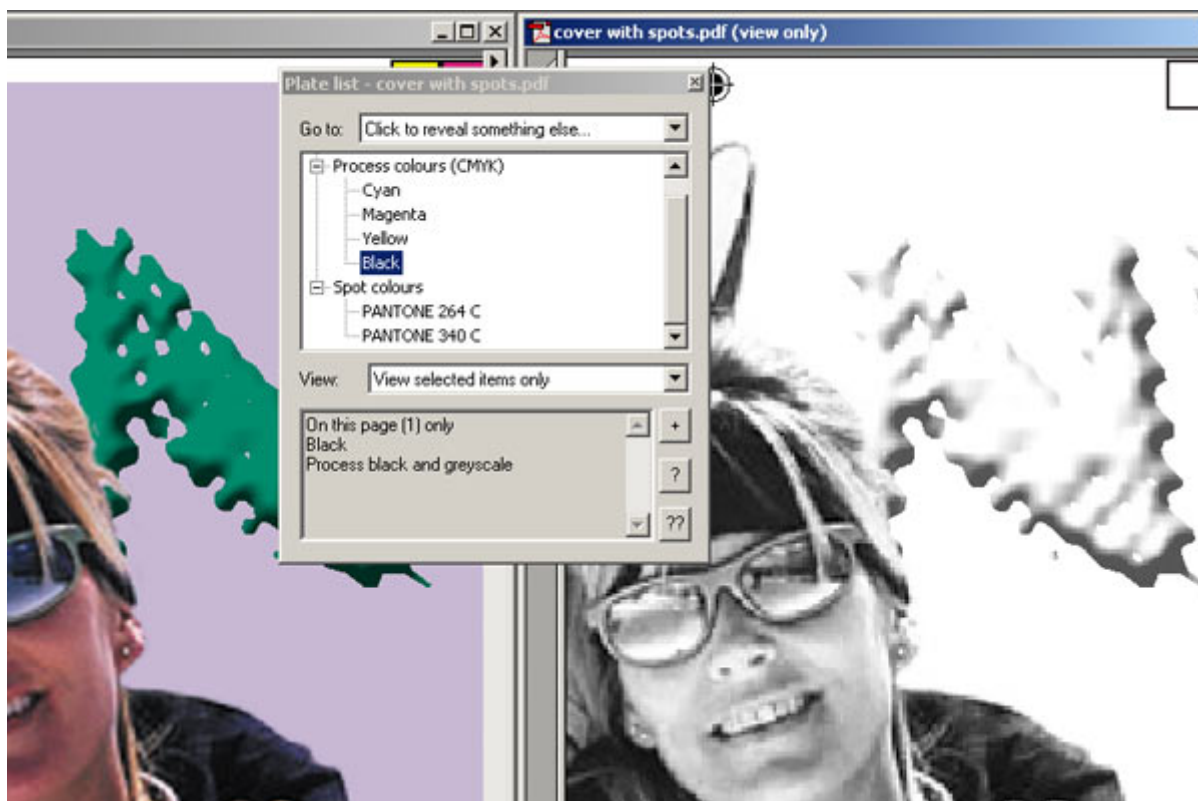 cover with spots.pdf (view only)
Plate list - cover with spots.pdf
Go to: Click to reveal something else...
Process colours (CMYK)
Cyan
Magenta
Yellow
Black
Spot colours
PANTONE 264 C
PANTONE 340 C
View: View selected items only
On this page (1) only
Black
Process black and greyscale
+
?
??